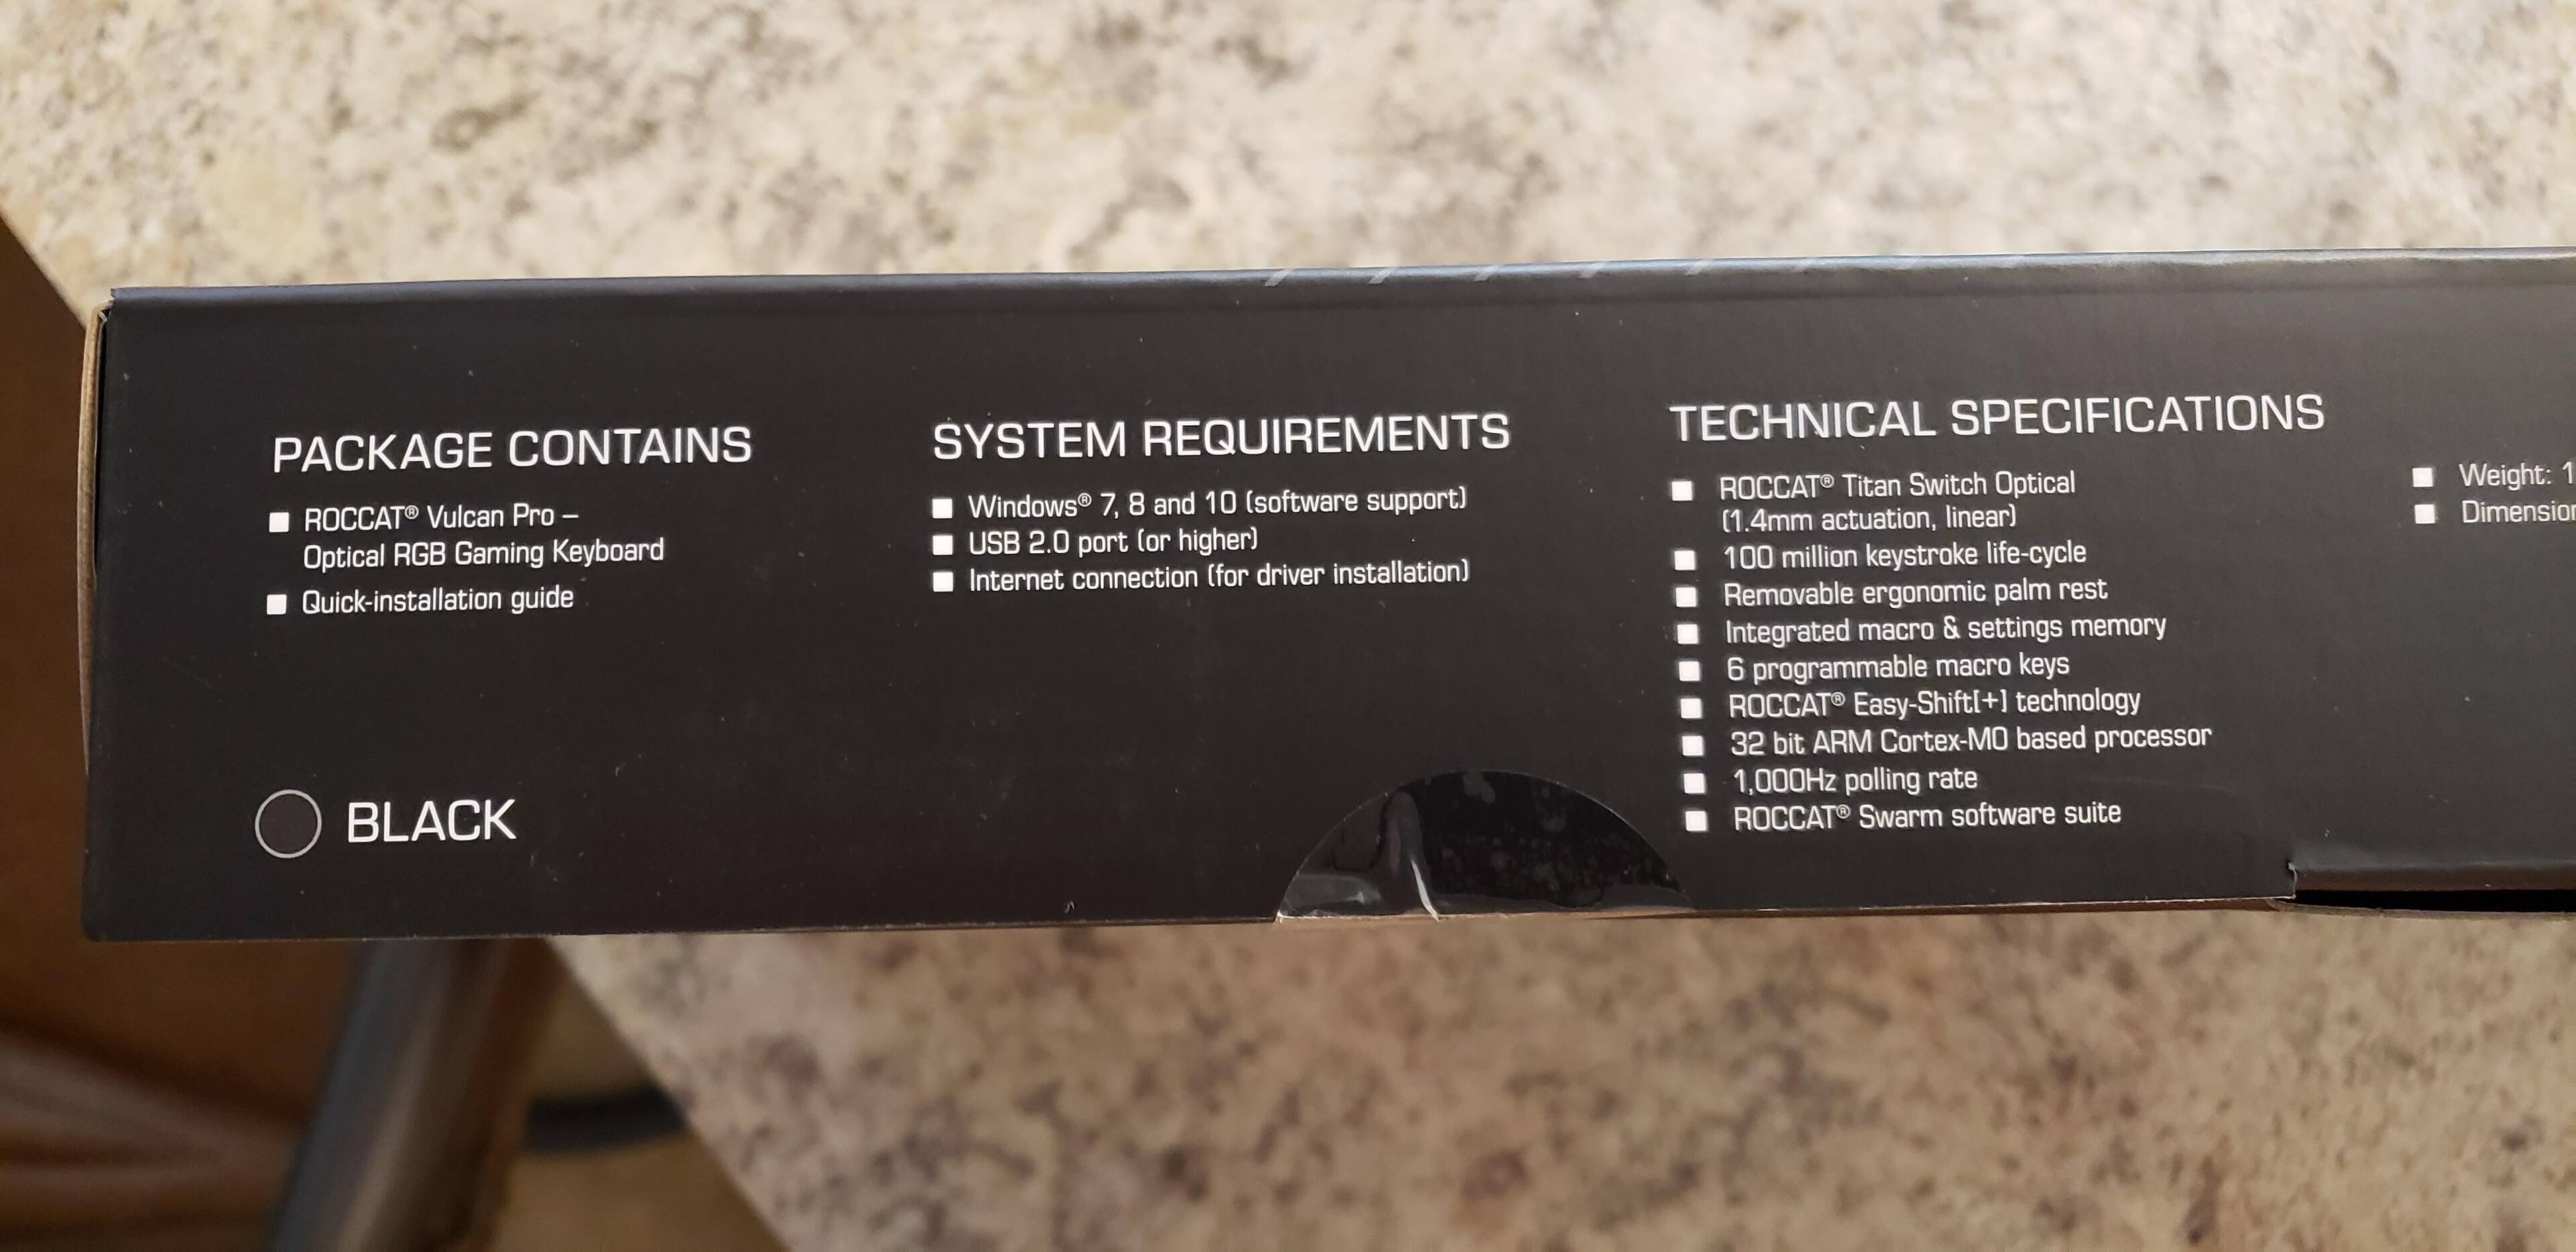 PACKAGE CONTAINS
ROCCAT® Vulcan Pro –
Optical RGB Gaming Keyboard
Quick-installation guide
BLACK
SYSTEM REQUIREMENTS
Windows® 7, 8 and 10 (software support)
USB 2.0 port (or higher)
Internet connection (for driver installation)
TECHNICAL SPECIFICATIONS
ROCCAT® Titan Switch Optical
(1.4mm actuation, linear)
100 million keystroke life-cycle
Removable ergonomic palm rest
Integrated macro & settings memory
6 programmable macro keys
ROCCAT® Easy-Shift[+] technology
32 bit ARM Cortex-M0 based processor
1,000Hz polling rate
ROCCAT® Swarm software suite
Weight: 1